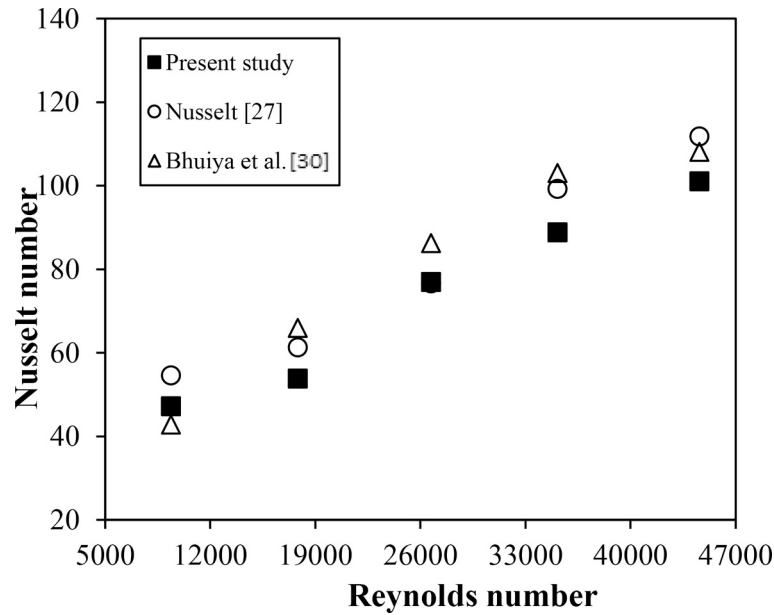 140
120
100
80
60
40
20
Nusselt number
Present study
Nusselt [27]
Bhuiya et al. [30]
5000 12000 19000 26000 33000 40000 47000
Reynolds number